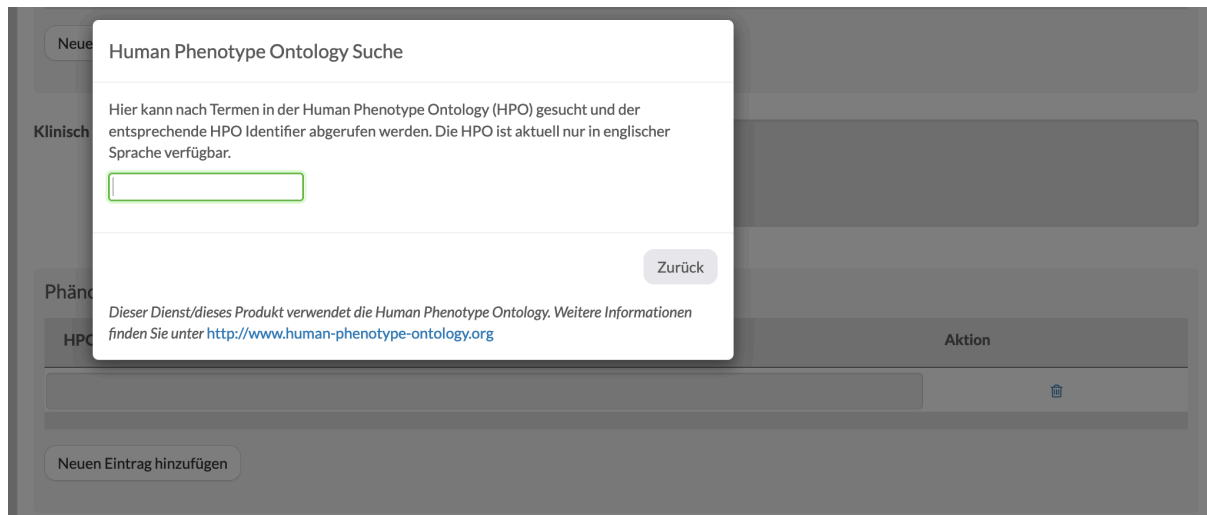 Neue
Human Phenotype Ontology Suche
Hier kann nach Termen in der Human Phenotype Ontology (HPO) gesucht und der
Klinisch
entsprechende HPO Identifier abgerufen werden. Die HPO ist aktuell nur in englischer
Sprache verfügbar.
Zurück
Phäno
Dieser Dienst/dieses Produkt verwendet die Human Phenotype Ontology. Weitere Informationen
finden Sie unter http://www.human-phenotype-ontology.org
HPO
Aktion
Neuen Eintrag hinzufügen